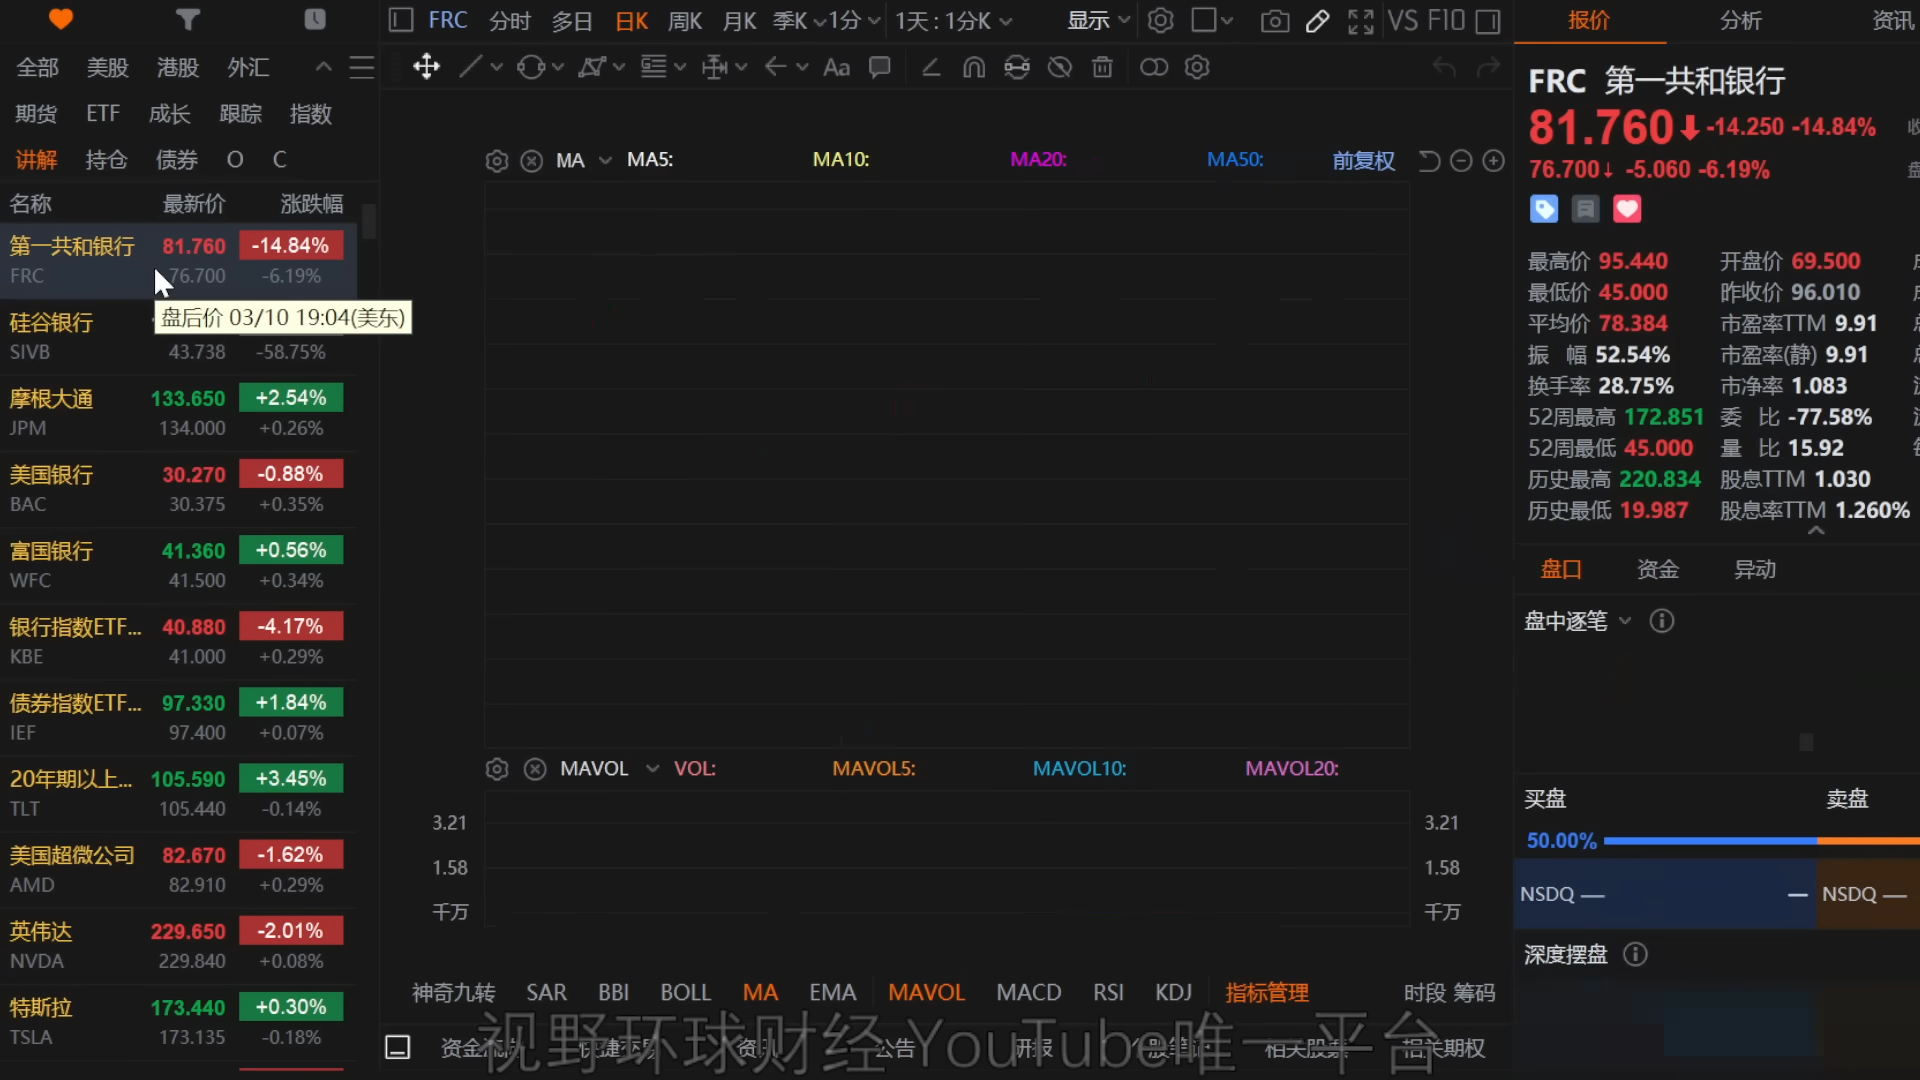 FRC 分时 多日 日K 周K 月K 季K 1分 1天 : 1分K 显示 VS F10 报价 分析 资讯
全部 美股 港股 外汇
期货 ETF 成长 跟踪 指数
讲解 持仓 债券 O C
Aa
名称 最新价 涨跌幅
第一共和银行 81.760 -14.84%
FRC 76.700 -6.19%
盘后价 03/10 19:04(美东)
硅谷银行
SIVB 43.738 -58.75%
摩根大通 133.650 +2.54%
JPM 134.000 +0.26%
美国银行 30.270 -0.88%
BAC 30.375 +0.35%
富国银行 41.360 +0.56%
WFC 41.500 +0.34%
银行指数ETF... 40.880 -4.17%
KBE 41.000 +0.29%
债券指数ETF... 97.330 +1.84%
IEF 97.400 +0.07%
20年期以上... 105.590 +3.45%
TLT 105.440 -0.14%
美国超微公司 82.670 -1.62%
AMD 82.910 +0.29%
英伟达 229.650 -2.01%
NVDA 229.840 +0.08%
特斯拉 173.440 +0.30%
TSLA 173.135 -0.18%
MA MA5: MA10: MA20: MA50: 前复权
MAVOL VOL: MAVOL5: MAVOL10: MAVOL20:
3.21 3.21
1.58 1.58
千万 千万
神奇九转 SAR BBI BOLL MA EMA MAVOL MACD RSI KDJ 指标管理 时段 筹码
资金流向 快捷交易 资讯 公告 研报 个股笔记 相关股票 相关期权
视野环球财经YouTube唯一平台
FRC 第一共和银行
81.760 -14.250 -14.84%
76.700↓ -5.060 -6.19%
最高价 95.440 开盘价 69.500
最低价 45.000 昨收价 96.010
平均价 78.384 市盈率TTM 9.91
振 幅 52.54% 市盈率(静) 9.91
换手率 28.75% 市净率 1.083
52周最高 172.851 委 比 -77.58%
52周最低 45.000 量 比 15.92
历史最高 220.834 股息TTM 1.030
历史最低 19.987 股息率TTM 1.260%
盘口 资金 异动
盘中逐笔
买盘 卖盘
50.00%
NSDQ — — NSDQ —
深度摆盘